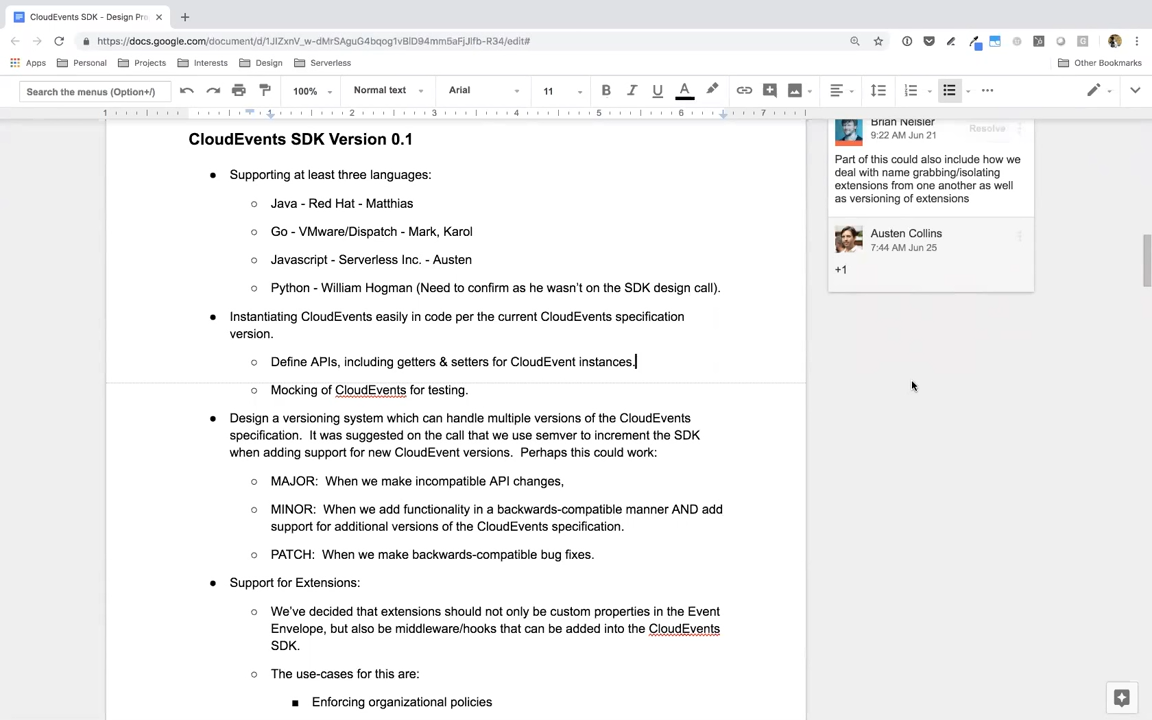 CloudEvents SDK - Design Pro
https://docs.google.com/document/d/1JIZxnV_w-dMrSAguG4bqog1vBlD94mm5aFjJlfb-R34/edit#
Apps Personal Projects Interests Design Serverless Other Bookmarks
Search the menus (Option+/) 100% Normal text Arial 11 B I U A
1 1 2 3 4 5 6 7
CloudEvents SDK Version 0.1
Supporting at least three languages:
Java - Red Hat - Matthias
Go - VMware/Dispatch - Mark, Karol
Javascript - Serverless Inc. - Austen
Python - William Hogman (Need to confirm as he wasn’t on the SDK design call).
Instantiating CloudEvents easily in code per the current CloudEvents specification
version.
Define APIs, including getters & setters for CloudEvent instances.
Mocking of CloudEvents for testing.
Design a versioning system which can handle multiple versions of the CloudEvents
specification. It was suggested on the call that we use semver to increment the SDK
when adding support for new CloudEvent versions. Perhaps this could work:
MAJOR: When we make incompatible API changes,
MINOR: When we add functionality in a backwards-compatible manner AND add
support for additional versions of the CloudEvents specification.
PATCH: When we make backwards-compatible bug fixes.
Support for Extensions:
We’ve decided that extensions should not only be custom properties in the Event
Envelope, but also be middleware/hooks that can be added into the CloudEvents
SDK.
The use-cases for this are:
Enforcing organizational policies
Brian Neisler
9:22 AM Jun 21
Resolve
Part of this could also include how we
deal with name grabbing/isolating
extensions from one another as well
as versioning of extensions
Austen Collins
7:44 AM Jun 25
+1